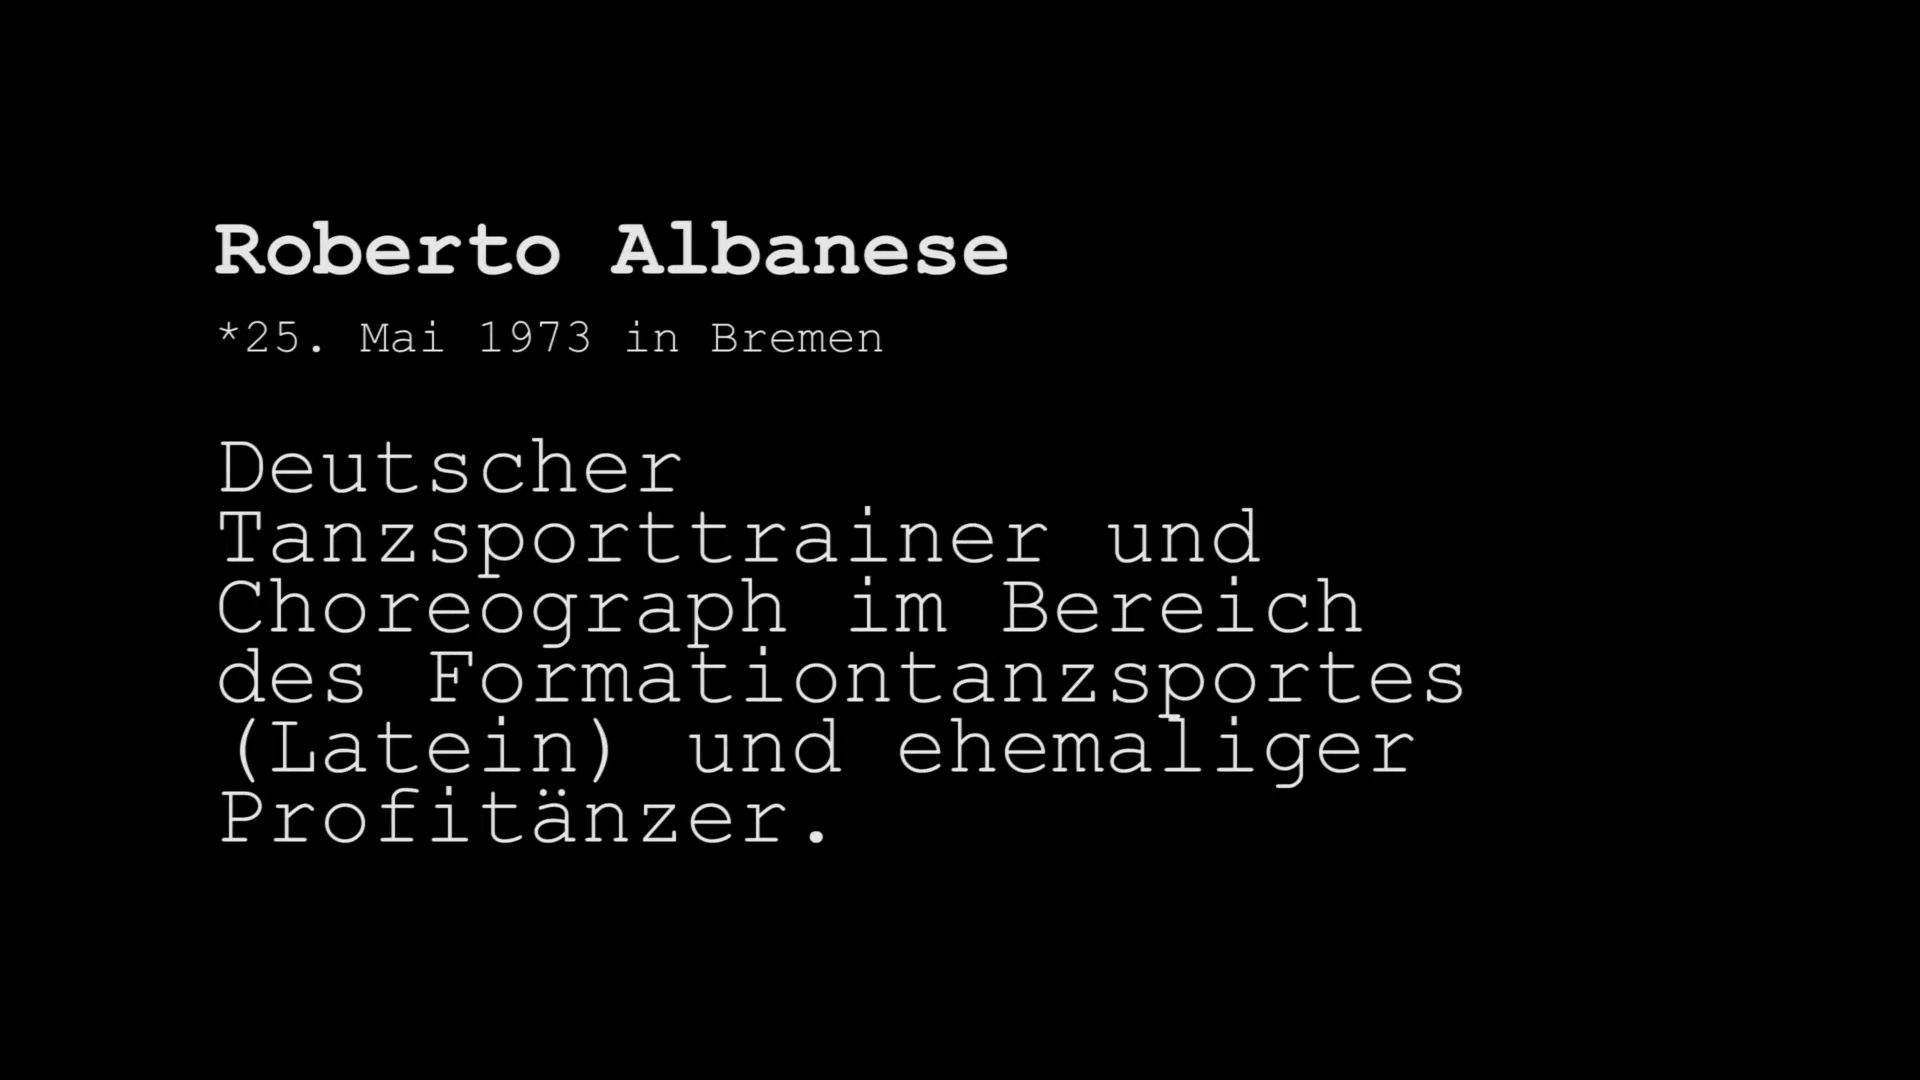 Roberto Albanese
*25. Mai 1973 in Bremen
Deutscher
Tanzsporttrainer und
Choreograph im Bereich
des Formationtanzsportes
(Latein) und ehemaliger
Profitänzer.